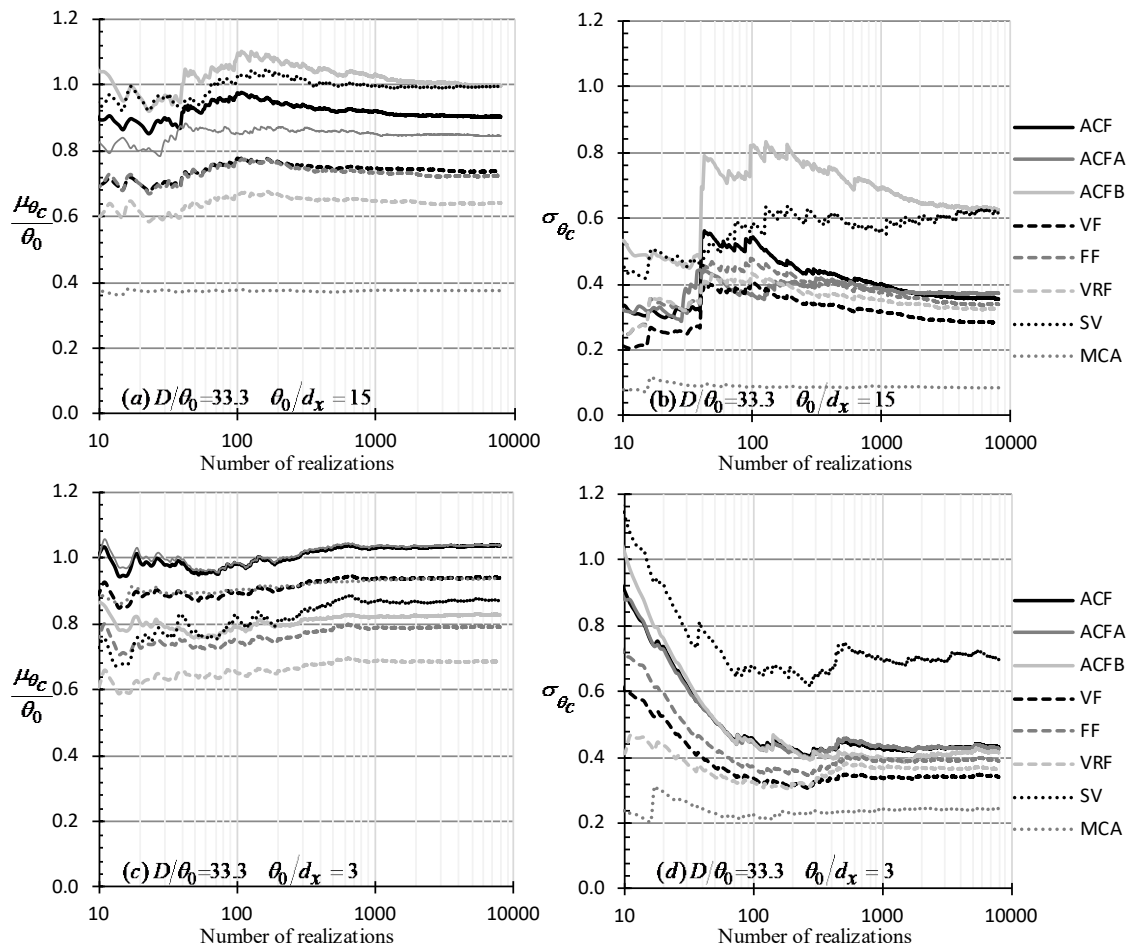 1.2
1.0
0.8
0.6
0.4
0.2
0.0
μθc/θ0
10 100 1000 10000
Number of realizations
(a) D/θ0=33.3 θ0/dx = 15
1.2
1.0
0.8
0.6
0.4
0.2
0.0
σθc
10 100 1000 10000
Number of realizations
(b) D/θ0=33.3 θ0/dx = 15
ACF
ACFA
ACFB
VF
FF
VRF
SV
MCA
1.2
1.0
0.8
0.6
0.4
0.2
0.0
μθc/θ0
10 100 1000 10000
Number of realizations
(c) D/θ0=33.3 θ0/dx = 3
1.2
1.0
0.8
0.6
0.4
0.2
0.0
σθc
10 100 1000 10000
Number of realizations
(d) D/θ0=33.3 θ0/dx = 3
ACF
ACFA
ACFB
VF
FF
VRF
SV
MCA